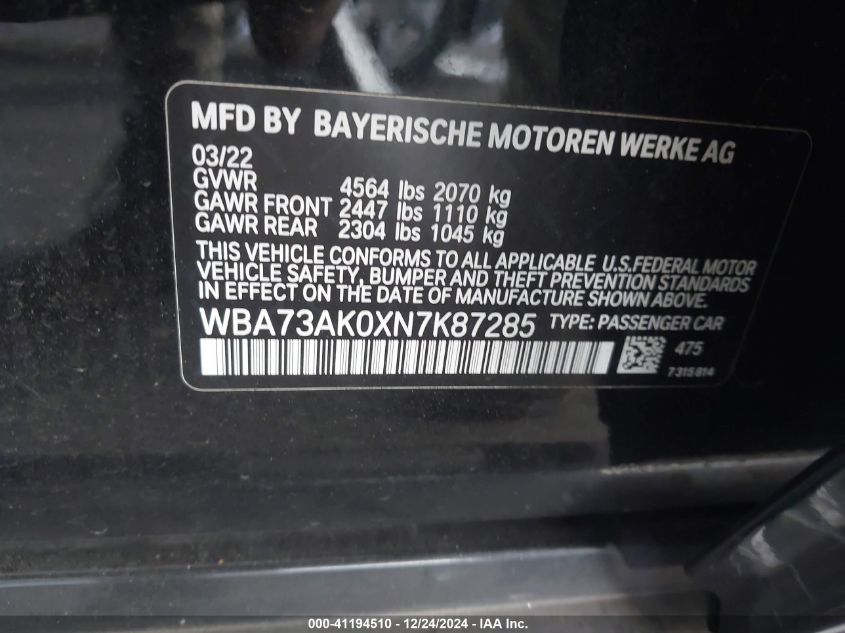 MFD BY BAYERISCHE MOTOREN WERKE AG
03/22
GVWR 4564 lbs 2070 kg
GAWR FRONT 2447 lbs 1110 kg
GAWR REAR 2304 lbs 1045 kg
THIS VEHICLE CONFORMS TO ALL APPLICABLE U.S.FEDERAL MOTOR
VEHICLE SAFETY, BUMPER AND THEFT PREVENTION STANDARDS
IN EFFECT ON THE DATE OF MANUFACTURE SHOWN ABOVE.
WBA73AK0XN7K87285 TYPE: PASSENGER CAR
475
7315814
000-41194510 • 12/24/2024 - IAA Inc.